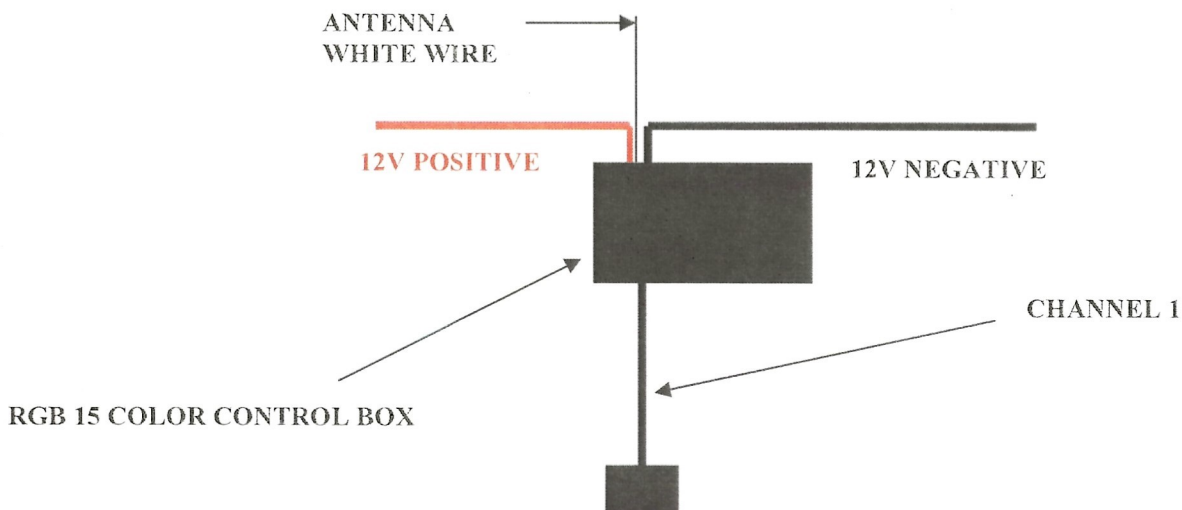 ANTENNA
WHITE WIRE
12V POSITIVE
12V NEGATIVE
CHANNEL 1
RGB 15 COLOR CONTROL BOX